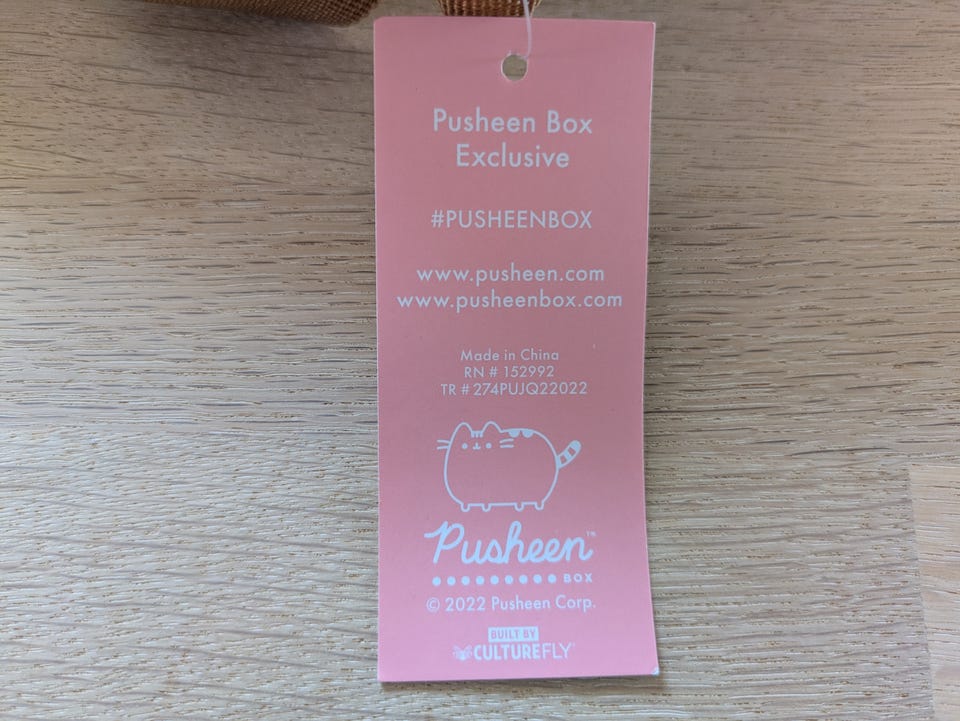 Pusheen Box
Exclusive
#PUSHEENBOX
www.pusheen.com
www.pusheenbox.com
Made in China
RN # 152992
TR # 274PUJQ22022
Pusheen™
BOX
© 2022 Pusheen Corp.
BUILT BY
CULTUREFLY®